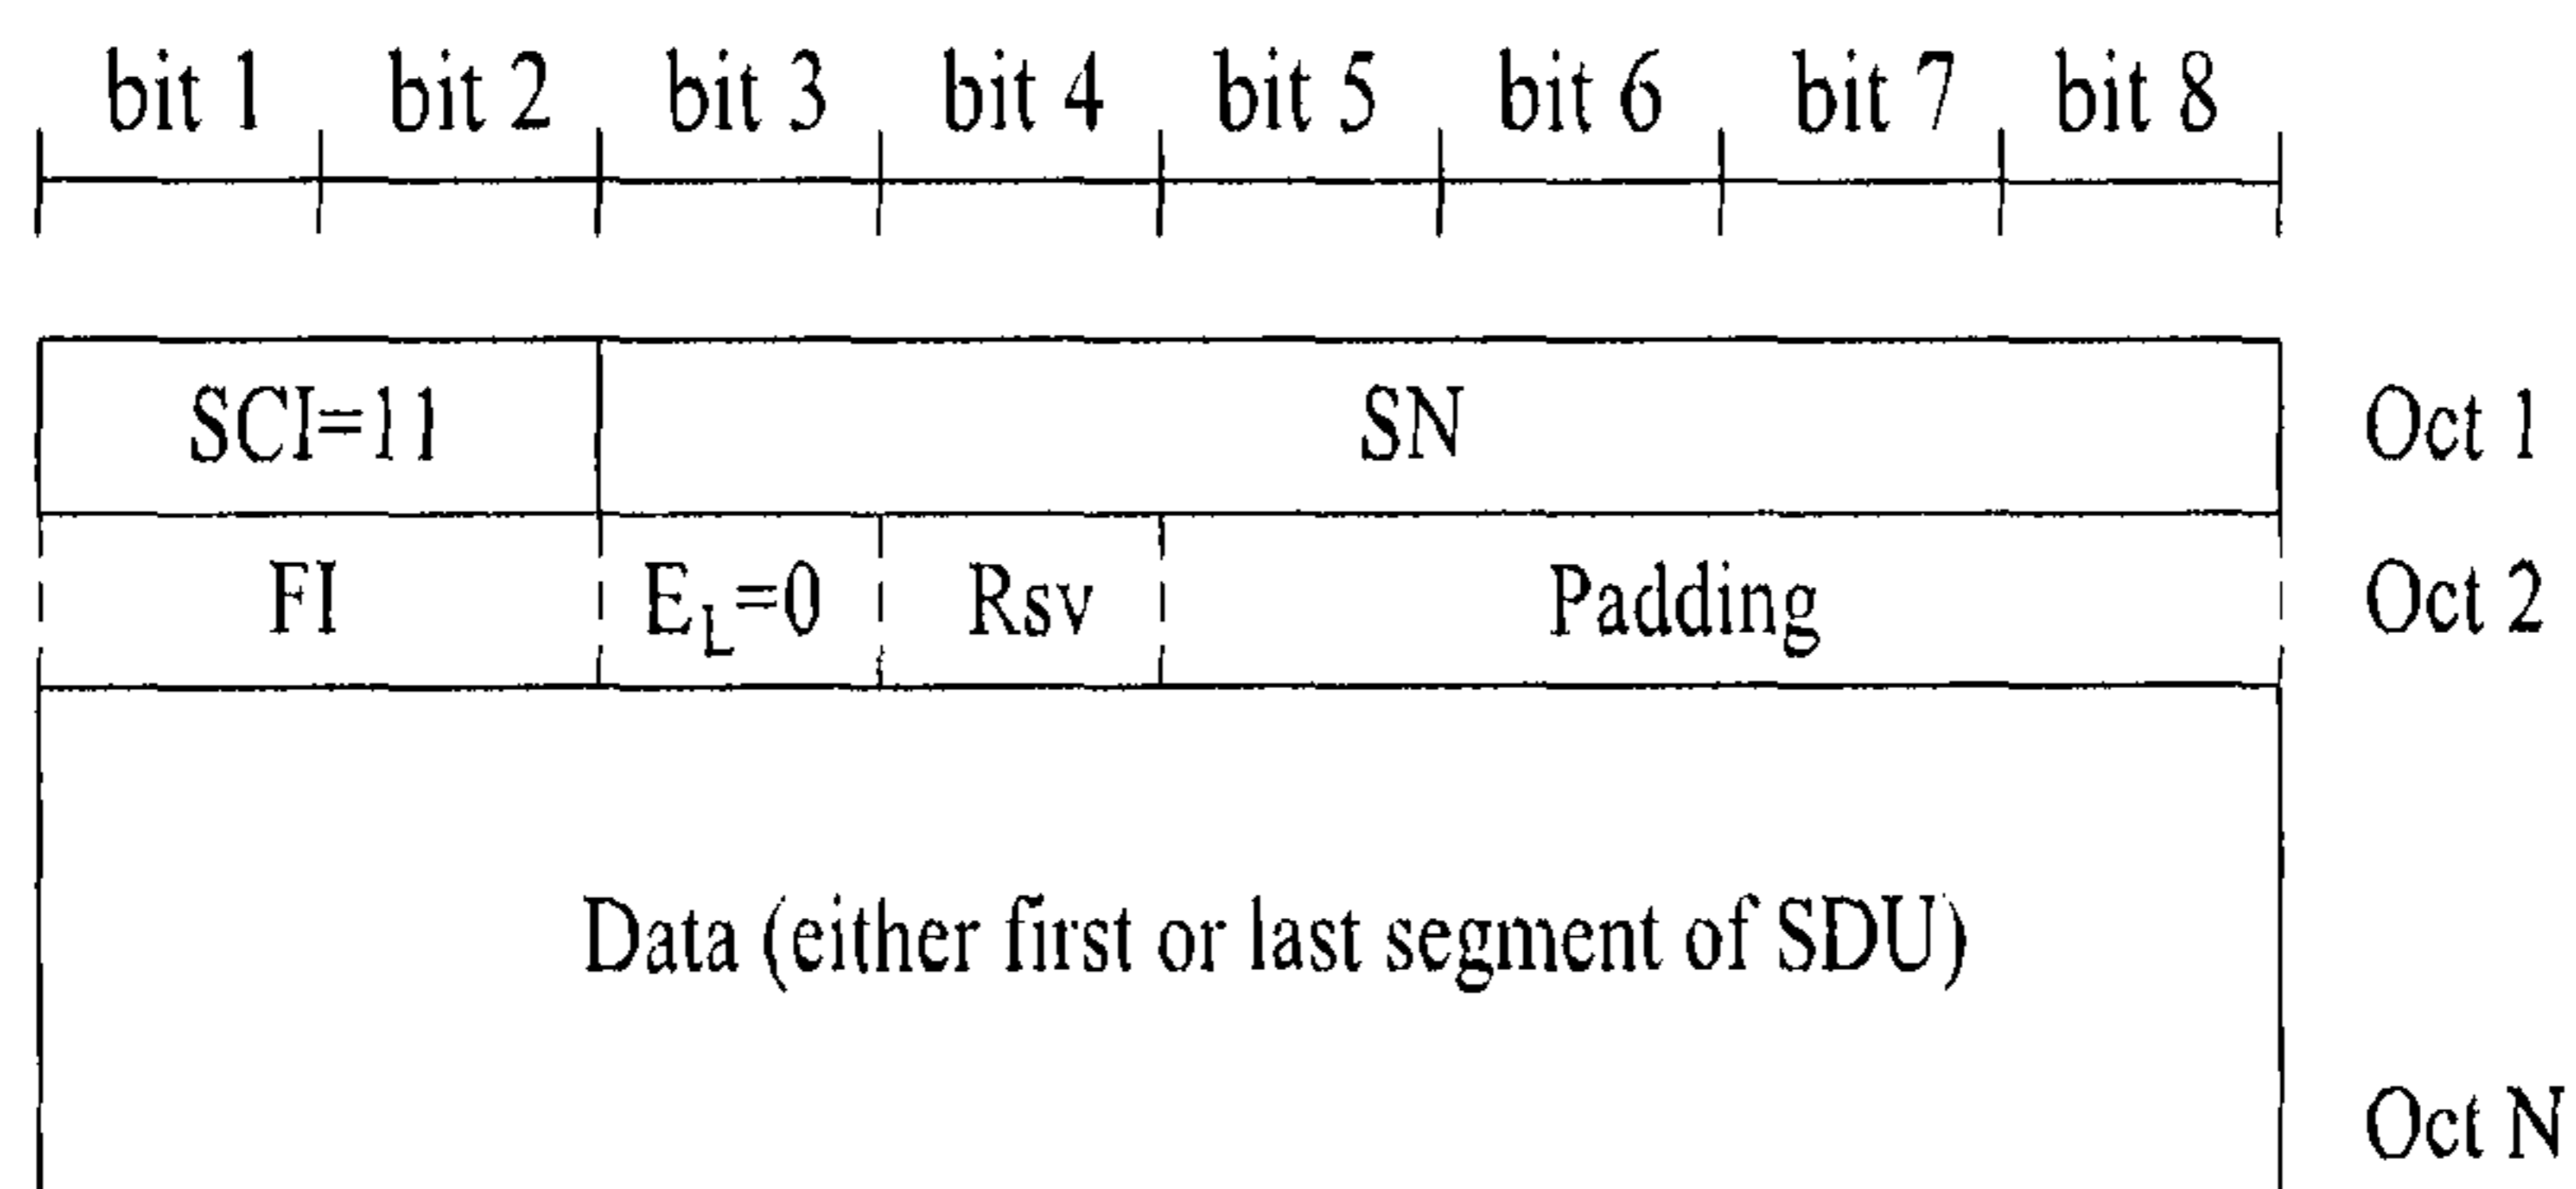 bit 1 bit 2 bit 3 bit 4 bit 5 bit 6 bit 7 bit 8
SCI=11 SN Oct 1
FI E_L=0 Rsv Padding Oct 2
Data (either first or last segment of SDU)
Oct N